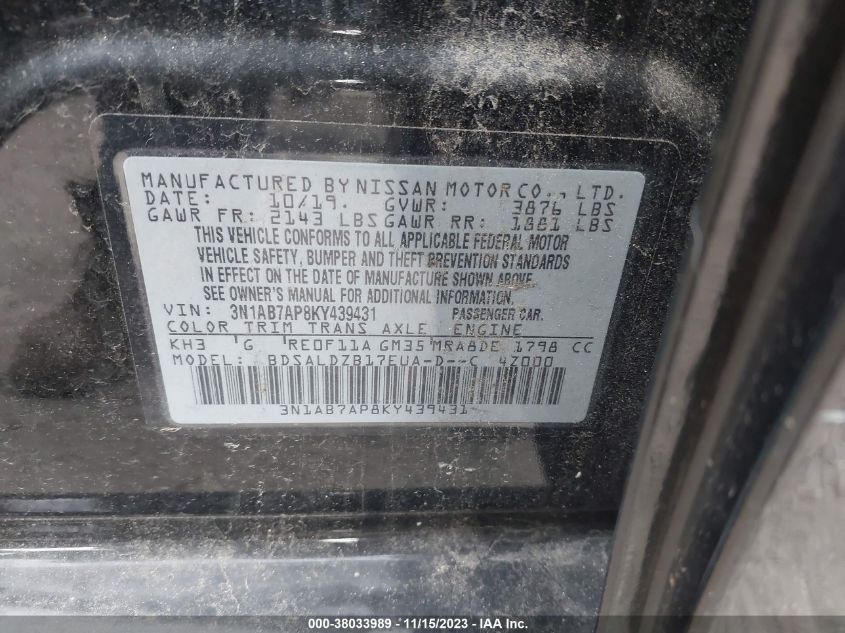 MANUFACTURED BY NISSAN MOTOR CO., LTD.
DATE: 10/19. GVWR: 3876 LBS
GAWR FR: 2143 LBS GAWR RR: 1881 LBS
THIS VEHICLE CONFORMS TO ALL APPLICABLE FEDERAL MOTOR
VEHICLE SAFETY, BUMPER AND THEFT PREVENTION STANDARDS
IN EFFECT ON THE DATE OF MANUFACTURE SHOWN ABOVE.
SEE OWNER'S MANUAL FOR ADDITIONAL INFORMATION.
VIN: 3N1AB7AP8KY439431 PASSENGER CAR.
COLOR TRIM TRANS AXLE ENGINE
KH3 G RE0F11A GM35 MRA8DE 1798 CC
MODEL: BDSALDZB17EUA-D--C 4Z000
3N1AB7AP8KY439431
000-38033989 - 11/15/2023 - IAA Inc.